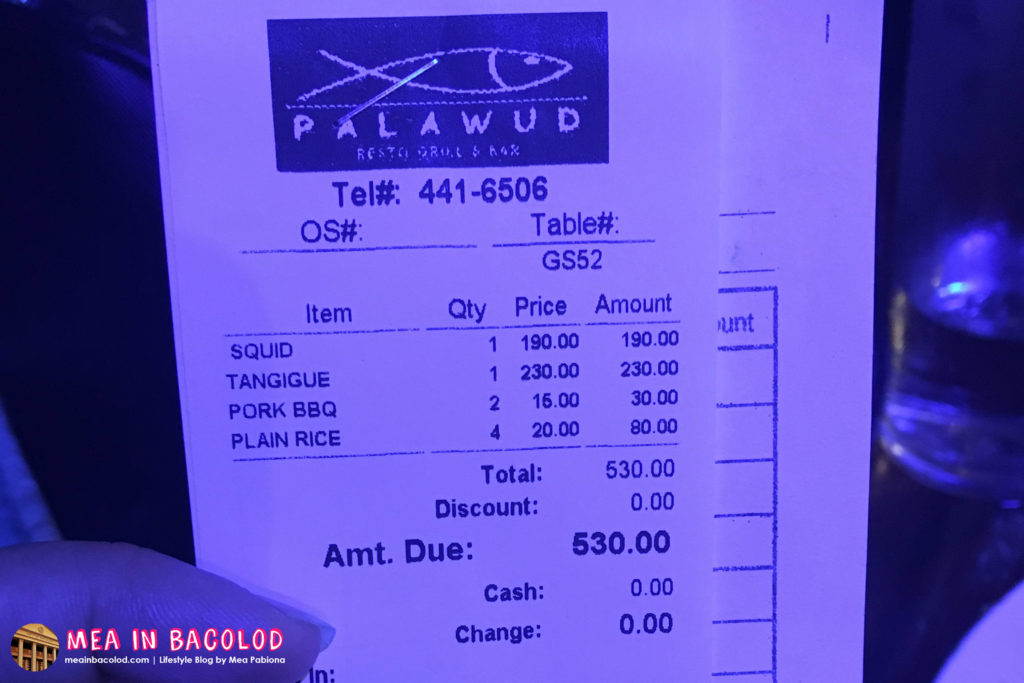 PALAWUD
RESTO GRILL & BAR
Tel#: 441-6506
OS#: Table#:
GS52
Item Qty Price Amount
SQUID 1 190.00 190.00
TANGIGUE 1 230.00 230.00
PORK BBQ 2 15.00 30.00
PLAIN RICE 4 20.00 80.00
Total: 530.00
Discount: 0.00
Amt. Due: 530.00
Cash: 0.00
Change: 0.00
In:
ount
MEA IN BACOLOD
meainbacolod.com | Lifestyle Blog by Mea Pabiona